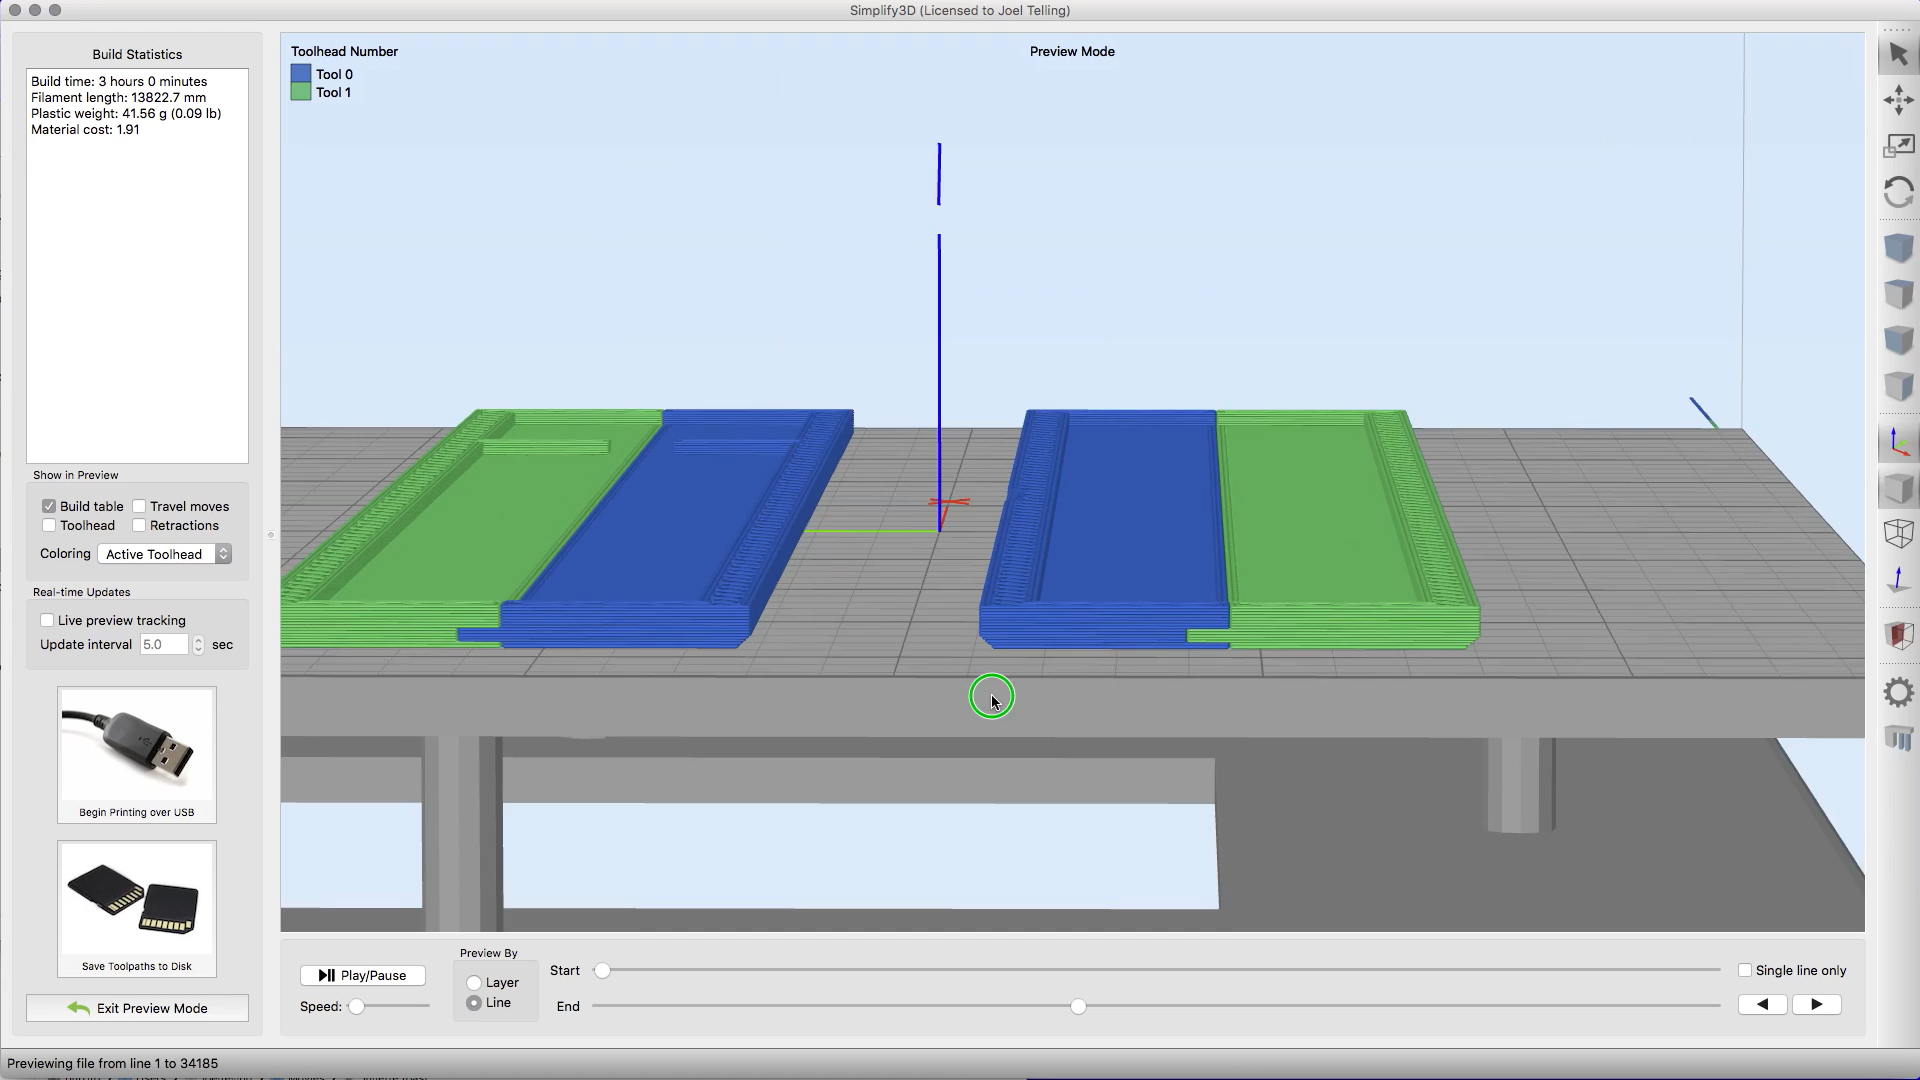 Simplify3D (Licensed to Joel Telling)
Build Statistics
Build time: 3 hours 0 minutes
Filament length: 13822.7 mm
Plastic weight: 41.56 g (0.09 lb)
Material cost: 1.91
Toolhead Number
Tool 0
Tool 1
Preview Mode
Show in Preview
Build table Travel moves
Toolhead Retractions
Coloring Active Toolhead
Real-time Updates
Live preview tracking
Update interval 5.0 sec
Begin Printing over USB
Save Toolpaths to Disk
Exit Preview Mode
Play/Pause
Speed:
Preview By
Layer
Line
Start
End
Single line only
Previewing file from line 1 to 34185